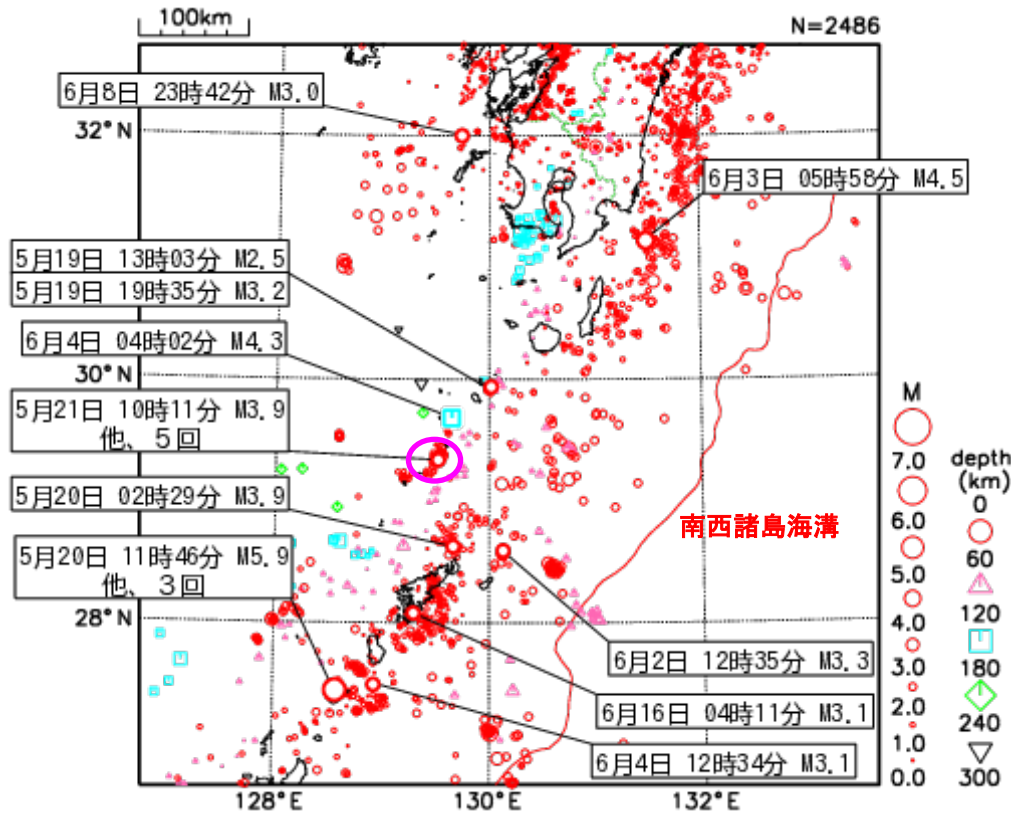 100km
N=2486
6月8日 23時42分 M3.0
32°N
6月3日 05時58分 M4.5
5月19日 13時03分 M2.5
5月19日 19時35分 M3.2
6月4日 04時02分 M4.3
30°N
5月21日 10時11分 M3.9
他、5回
5月20日 02時29分 M3.9
5月20日 11時46分 M5.9
他、3回
28°N
南西諸島海溝
6月2日 12時35分 M3.3
6月16日 04時11分 M3.1
6月4日 12時34分 M3.1
128°E
130°E
132°E
M
7.0
6.0
5.0
4.0
3.0
2.0
1.0
0.0
depth
(km)
0
60
120
180
240
300